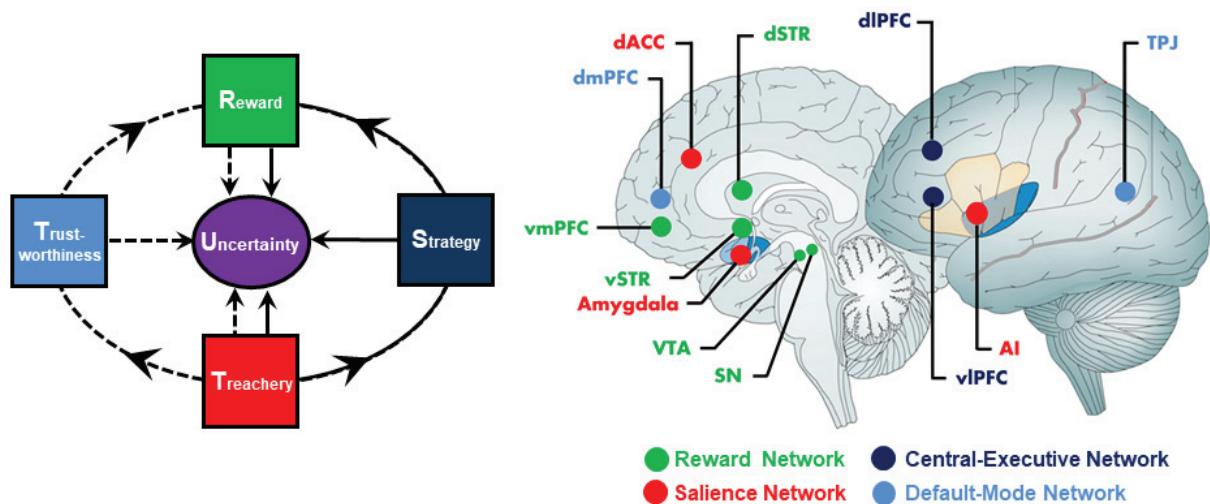 Reward
Trust-
worthiness
Uncertainty
Strategy
Treachery
dACC
dSTR
dlPFC
TPJ
dmPFC
vmPFC
vSTR
Amygdala
VTA
SN
AI
vlPFC
Reward Network
Central-Executive Network
Salience Network
Default-Mode Network